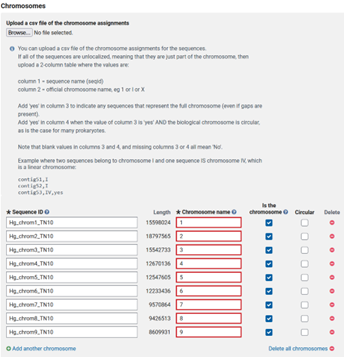 Chromosomes
Upload a csv file of the chromosome assignments
Browse... No file selected.
You can upload a csv file of the chromosome assignments for the sequences.
If all of the sequences are unlocalized, meaning that they are just part of the chromosome, then
upload a 2-column table where the values are:
column 1 = sequence name (seqid)
column 2 = official chromosome name, eg 1 or I or X
Add 'yes' in column 3 to indicate any sequences that represent the full chromosome (even if gaps are
present).
Add 'yes' in column 4 when the value of column 3 is 'yes' AND the biological chromosome is circular,
as is the case for many prokaryotes.
Note that blank values in columns 3 and 4, and missing columns 3 or 4 all mean 'No'.
Example where two sequences belong to chromosome I and one sequence IS chromosome IV, which
is a linear chromosome:
contig51,I
contig52,I
contig53,IV,yes
Is the
★ Sequence ID Length ★ Chromosome name chromosome Circular Delete
Hg_chrom1_TN10 15598024 1
Hg_chrom2_TN10 18797565 2
Hg_chrom3_TN10 15542733 3
Hg_chrom4_TN10 12670136 4
Hg_chrom5_TN10 12547605 5
Hg_chrom6_TN10 12233436 6
Hg_chrom7_TN10 9570864 7
Hg_chrom8_TN10 9426513 8
Hg_chrom9_TN10 8609931 9
Add another chromosome Delete all chromosomes